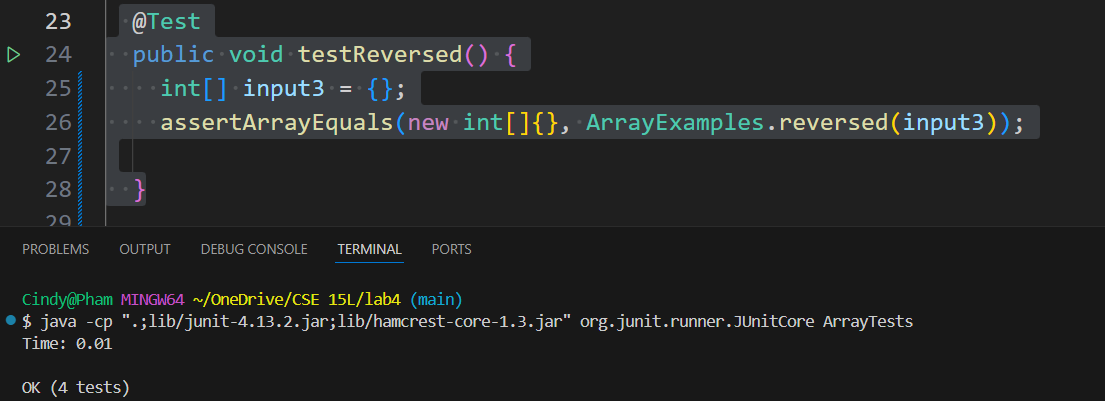 23 @Test
24 public void testReversed() {
25 int[] input3 = {};
26 assertArrayEquals(new int[]{}, ArrayExamples.reversed(input3));
27
28 }
29
PROBLEMS OUTPUT DEBUG CONSOLE TERMINAL PORTS
Cindy@Pham MINGW64 ~/OneDrive/CSE 15L/lab4 (main)
$ java -cp ".;lib/junit-4.13.2.jar;lib/hamcrest-core-1.3.jar" org.junit.runner.JUnitCore ArrayTests
Time: 0.01
OK (4 tests)